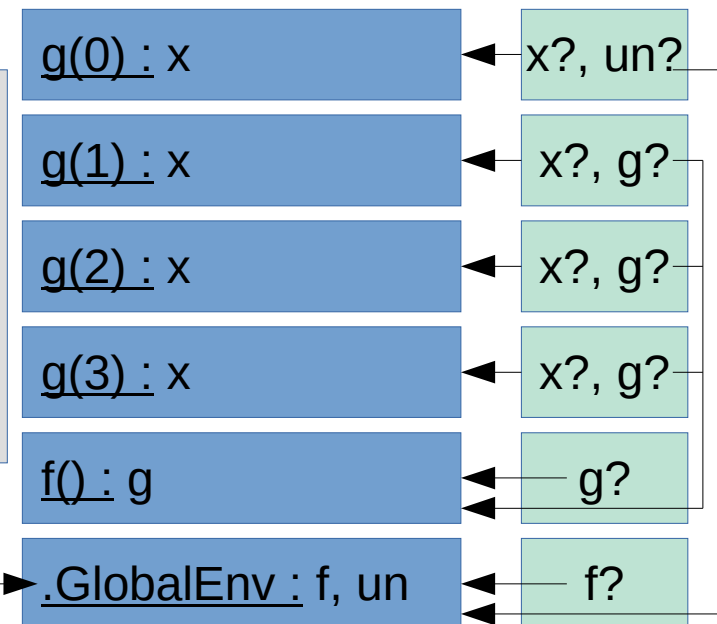 g(0) : x x?, un?
g(1) : x x?, g?
g(2) : x x?, g?
g(3) : x x?, g?
f() : g g?
.GlobalEnv : f, un f?